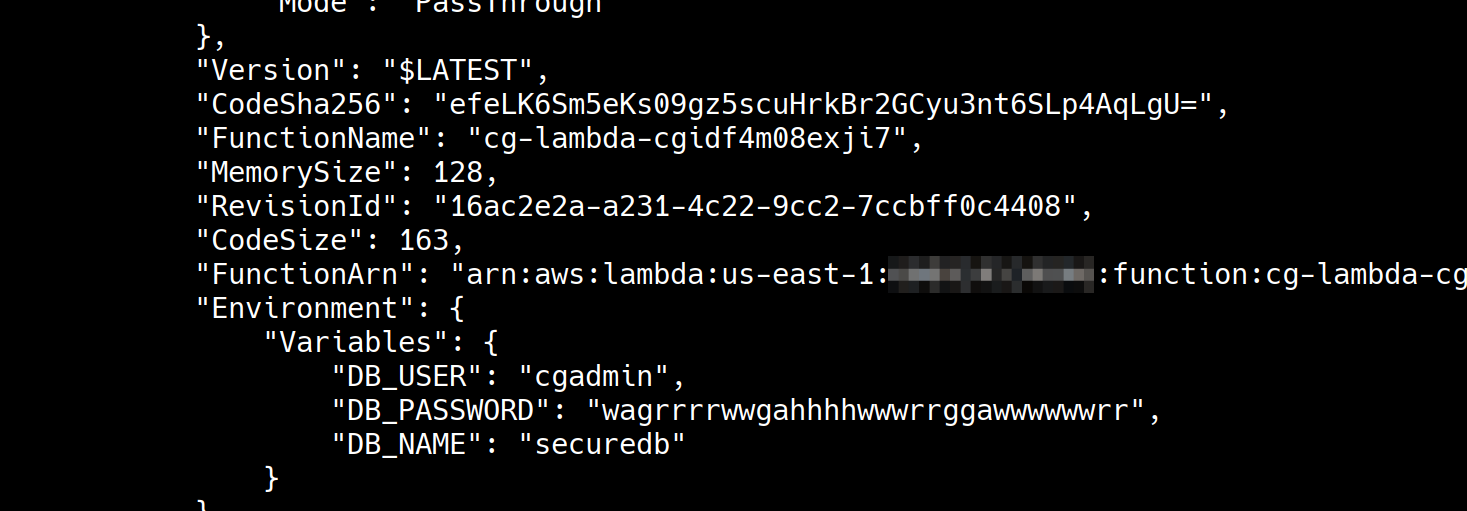 "Mode": "PassThrough"
},
"Version": "$LATEST",
"CodeSha256": "efeLK6Sm5eKs09gz5scuHrkBr2GCyu3nt6SLp4AqLgU=",
"FunctionName": "cg-lambda-cgidf4m08exji7",
"MemorySize": 128,
"RevisionId": "16ac2e2a-a231-4c22-9cc2-7ccbff0c4408",
"CodeSize": 163,
"FunctionArn": "arn:aws:lambda:us-east-1: :function:cg-lambda-cg
"Environment": {
"Variables": {
"DB_USER": "cgadmin",
"DB_PASSWORD": "wagrrrrwwgahhhhwwwrrggawwwwwwrr",
"DB_NAME": "securedb"
}
}